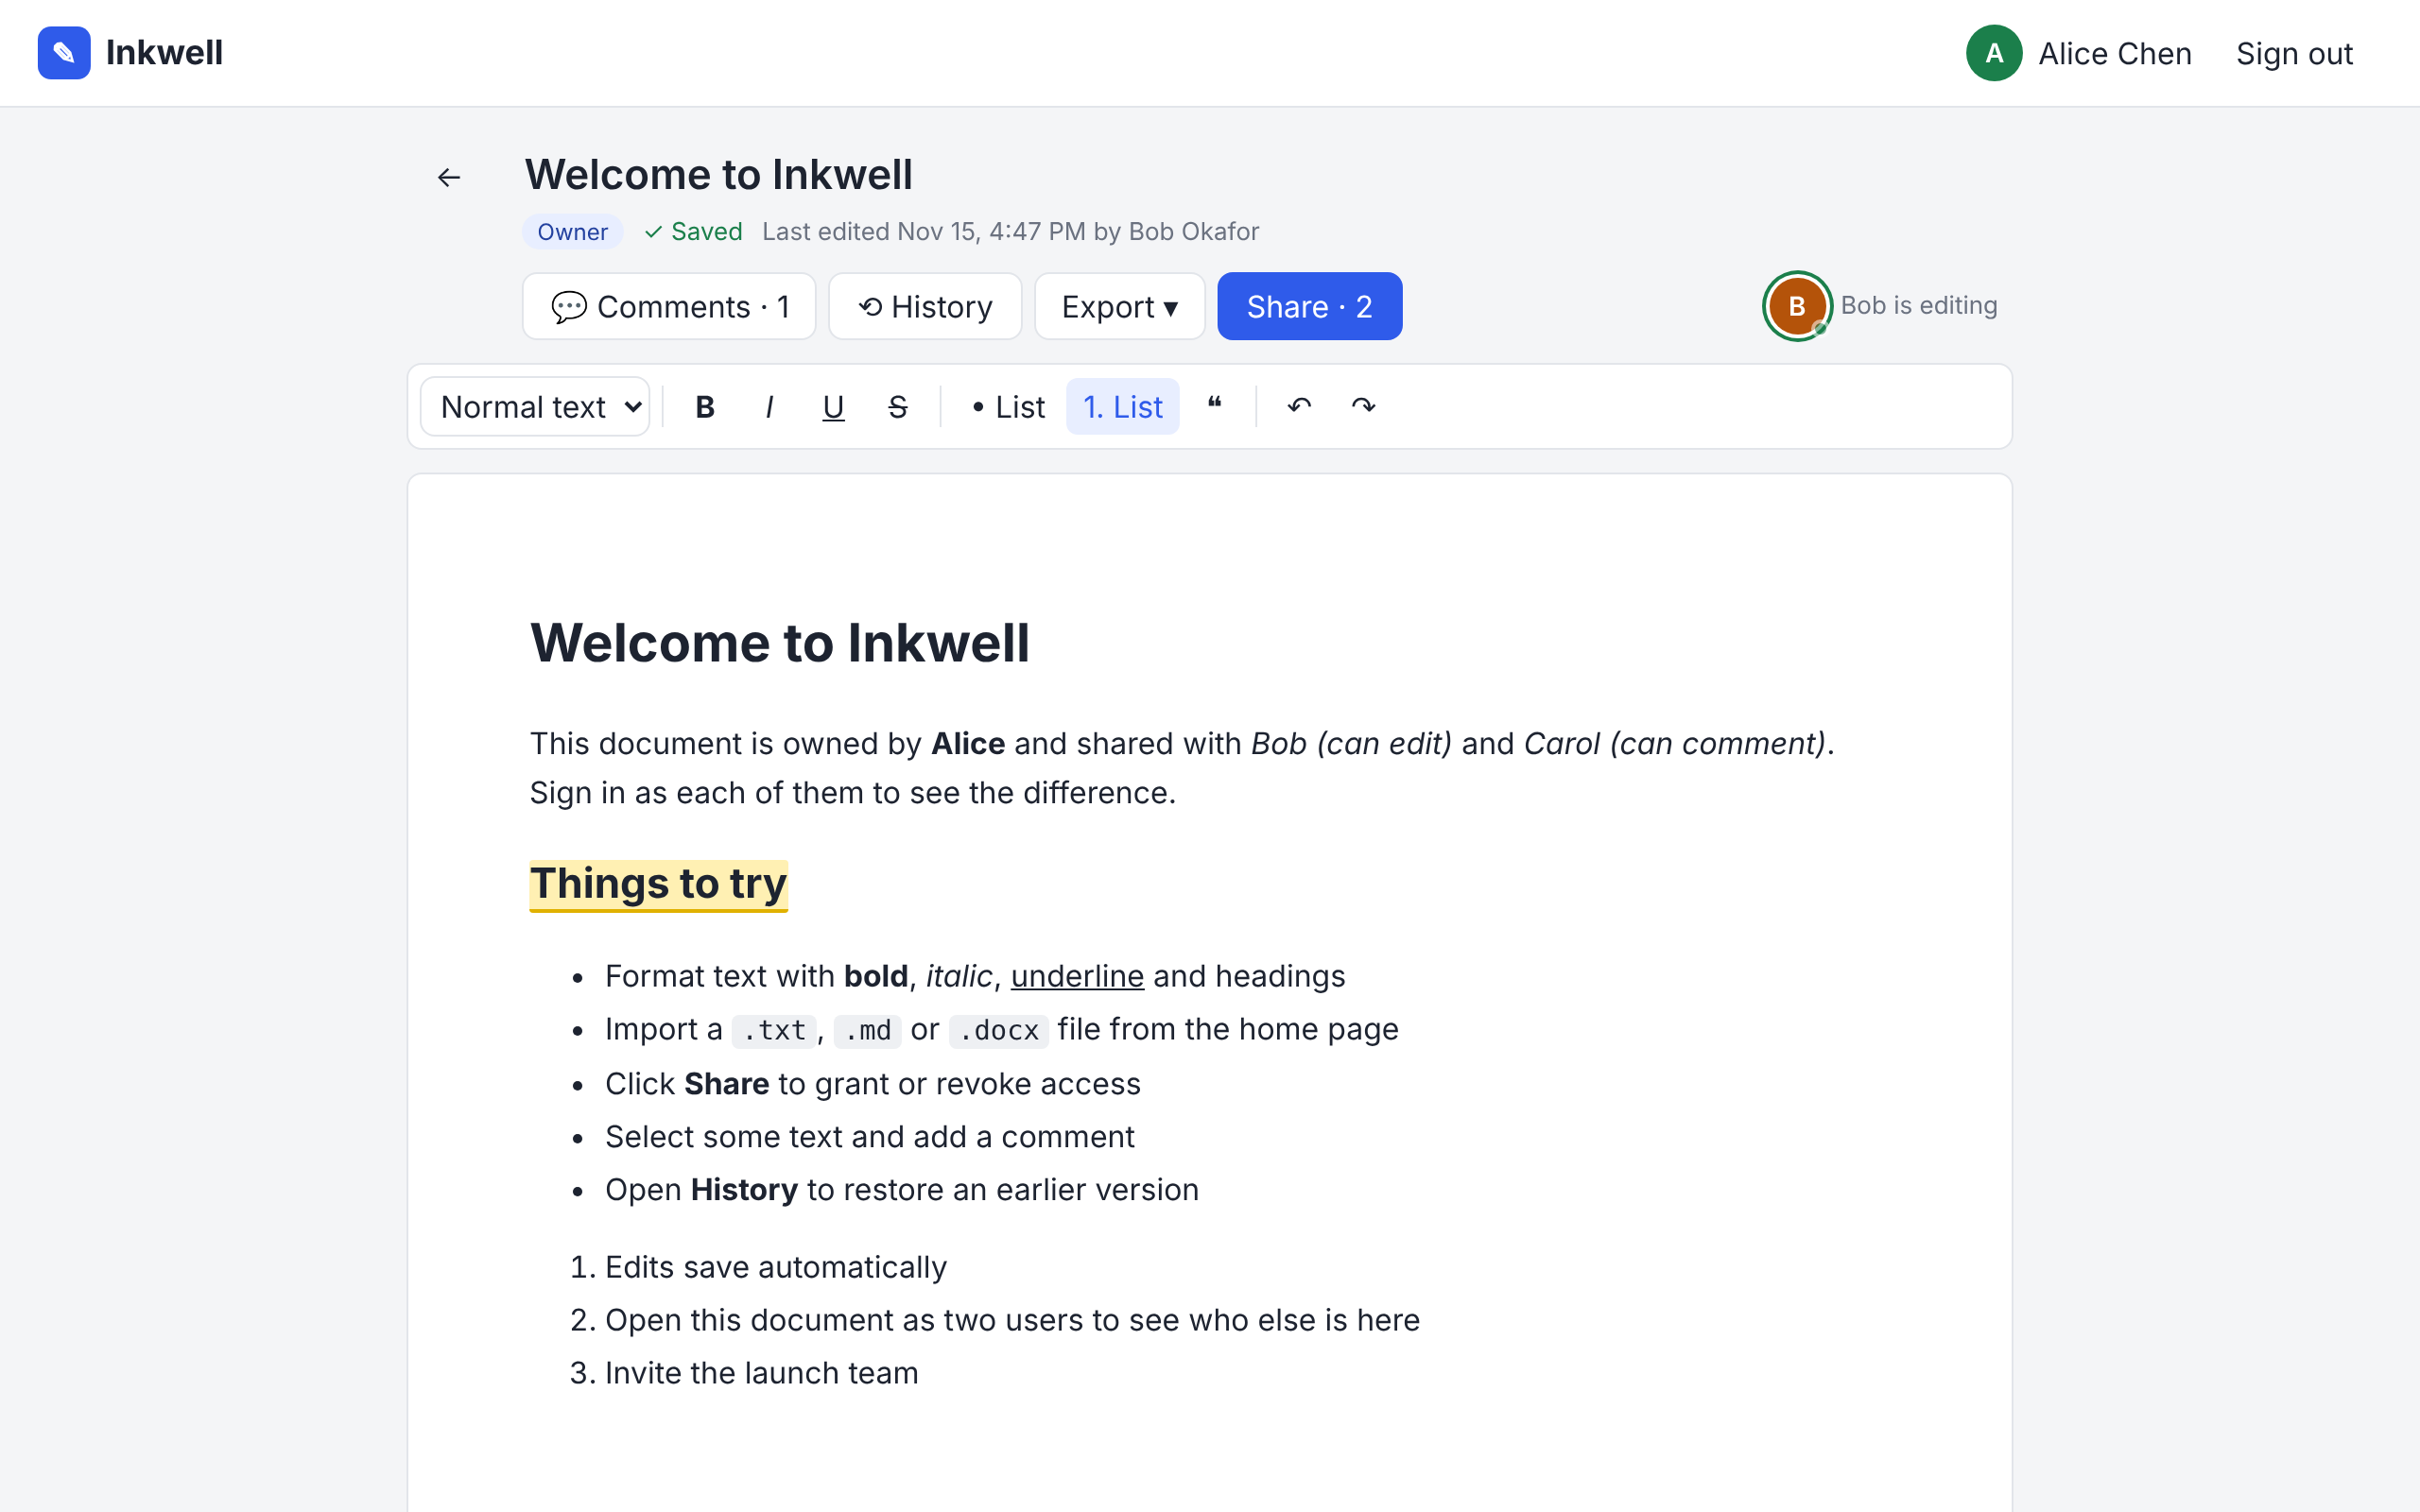 Inkwell
A Alice Chen Sign out
← Welcome to Inkwell
Owner ✓ Saved Last edited Nov 15, 4:47 PM by Bob Okafor
💬 Comments · 1 ⟲ History Export ▾ Share · 2 B Bob is editing
Normal text B I U S • List 1. List ❝ ↶ ↷
Welcome to Inkwell
This document is owned by Alice and shared with Bob (can edit) and Carol (can comment).
Sign in as each of them to see the difference.
Things to try
• Format text with bold, italic, underline and headings
• Import a .txt, .md or .docx file from the home page
• Click Share to grant or revoke access
• Select some text and add a comment
• Open History to restore an earlier version
1. Edits save automatically
2. Open this document as two users to see who else is here
3. Invite the launch team